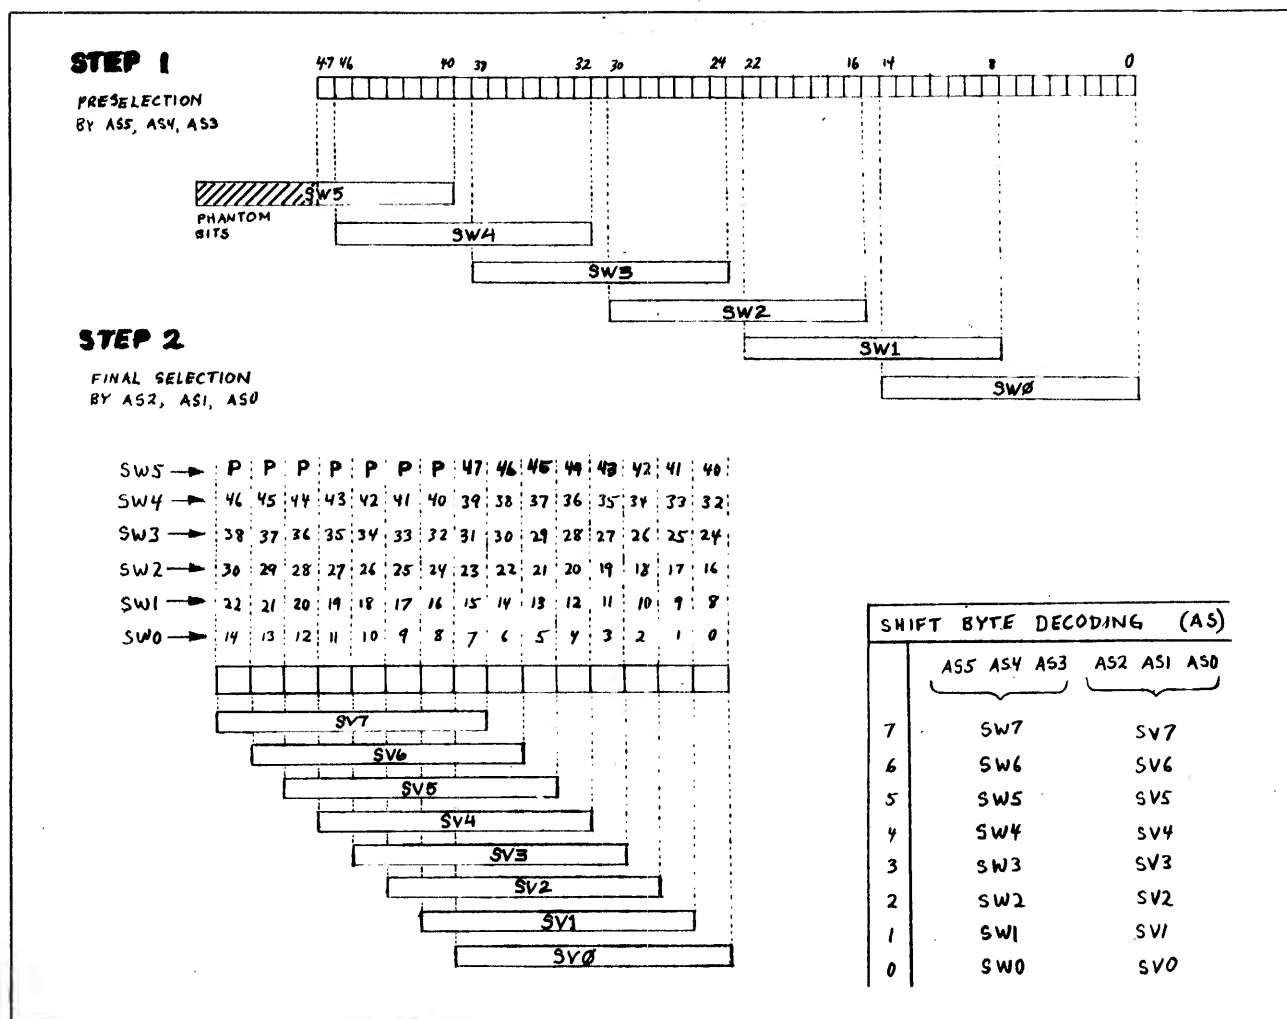 STEP 1
47 46 40 38 32 30 24 22 16 14 8 0
PRESELECTION
BY AS5, AS4, AS3
SW5
PHANTOM
BITS
SW4
SW3
SW2
SW1
SWØ
STEP 2
FINAL SELECTION
BY AS2, AS1, AS0
SW5 → P P P P P P P 47 46 45 44 43 42 41 40
SW4 → 46 45 44 43 42 41 40 39 38 37 36 35 34 33 32
SW3 → 38 37 36 35 34 33 32 31 30 29 28 27 26 25 24
SW2 → 30 29 28 27 26 25 24 23 22 21 20 19 18 17 16
SW1 → 22 21 20 19 18 17 16 15 14 13 12 11 10 9 8
SW0 → 14 13 12 11 10 9 8 7 6 5 4 3 2 1 0
SV7
SV6
SV5
SV4
SV3
SV2
SV1
SVØ
SHIFT BYTE DECODING (AS)
AS5 AS4 AS3 AS2 AS1 AS0
7 SW7 SV7
6 SW6 SV6
5 SW5 SV5
4 SW4 SV4
3 SW3 SV3
2 SW2 SV2
1 SW1 SV1
0 SW0 SV0